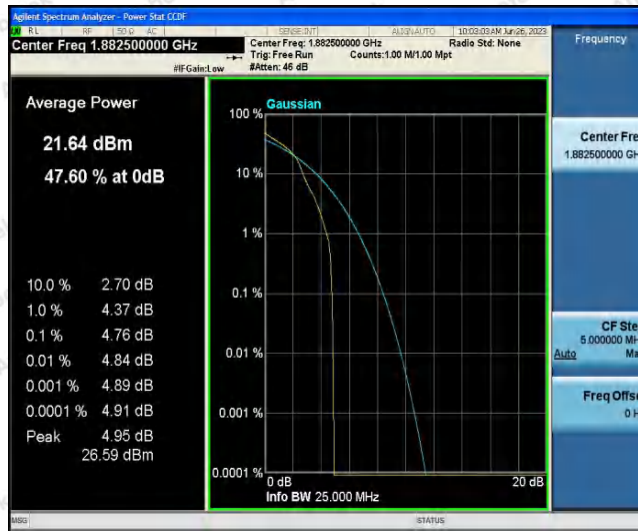 Agilent Spectrum Analyzer - Power Stat CCDF
RL RF 50 Ω AC SENSE:INT ALIGN AUTO 10:03:03 AM Jun 26, 2023
Center Freq 1.882500000 GHz
Center Freq: 1.882500000 GHz Radio Std: None
Trig: Free Run Counts:1.00 M/1.00 Mpt
#IFGain:Low #Atten: 46 dB
Frequency
Average Power
21.64 dBm
47.60 % at 0dB
10.0 % 2.70 dB
1.0 % 4.37 dB
0.1 % 4.76 dB
0.01 % 4.84 dB
0.001 % 4.89 dB
0.0001 % 4.91 dB
Peak 4.95 dB
26.59 dBm
Gaussian
100 %
10 %
1 %
0.1 %
0.01 %
0.001 %
0.0001 %
0 dB 20 dB
Info BW 25.000 MHz
Center Fre
1.882500000 GH
CF Ste
5.000000 MH
Auto Ma
Freq Offs
0 H
MSG STATUS